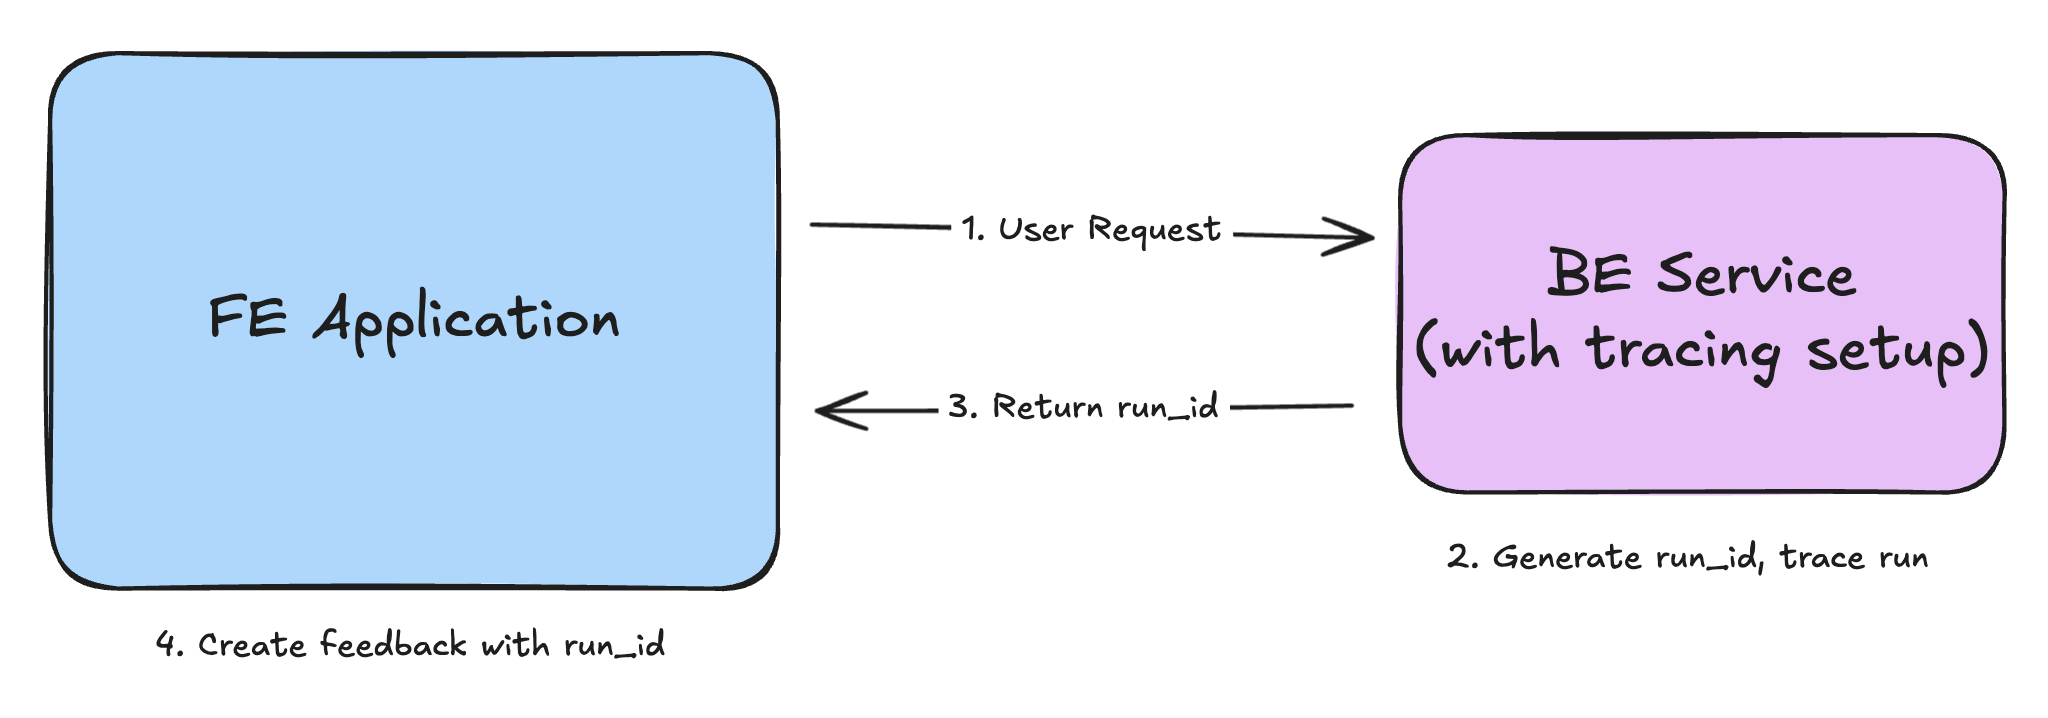 FE Application
1. User Request
BE Service
(with tracing setup)
3. Return run_id
2. Generate run_id, trace run
4. Create feedback with run_id